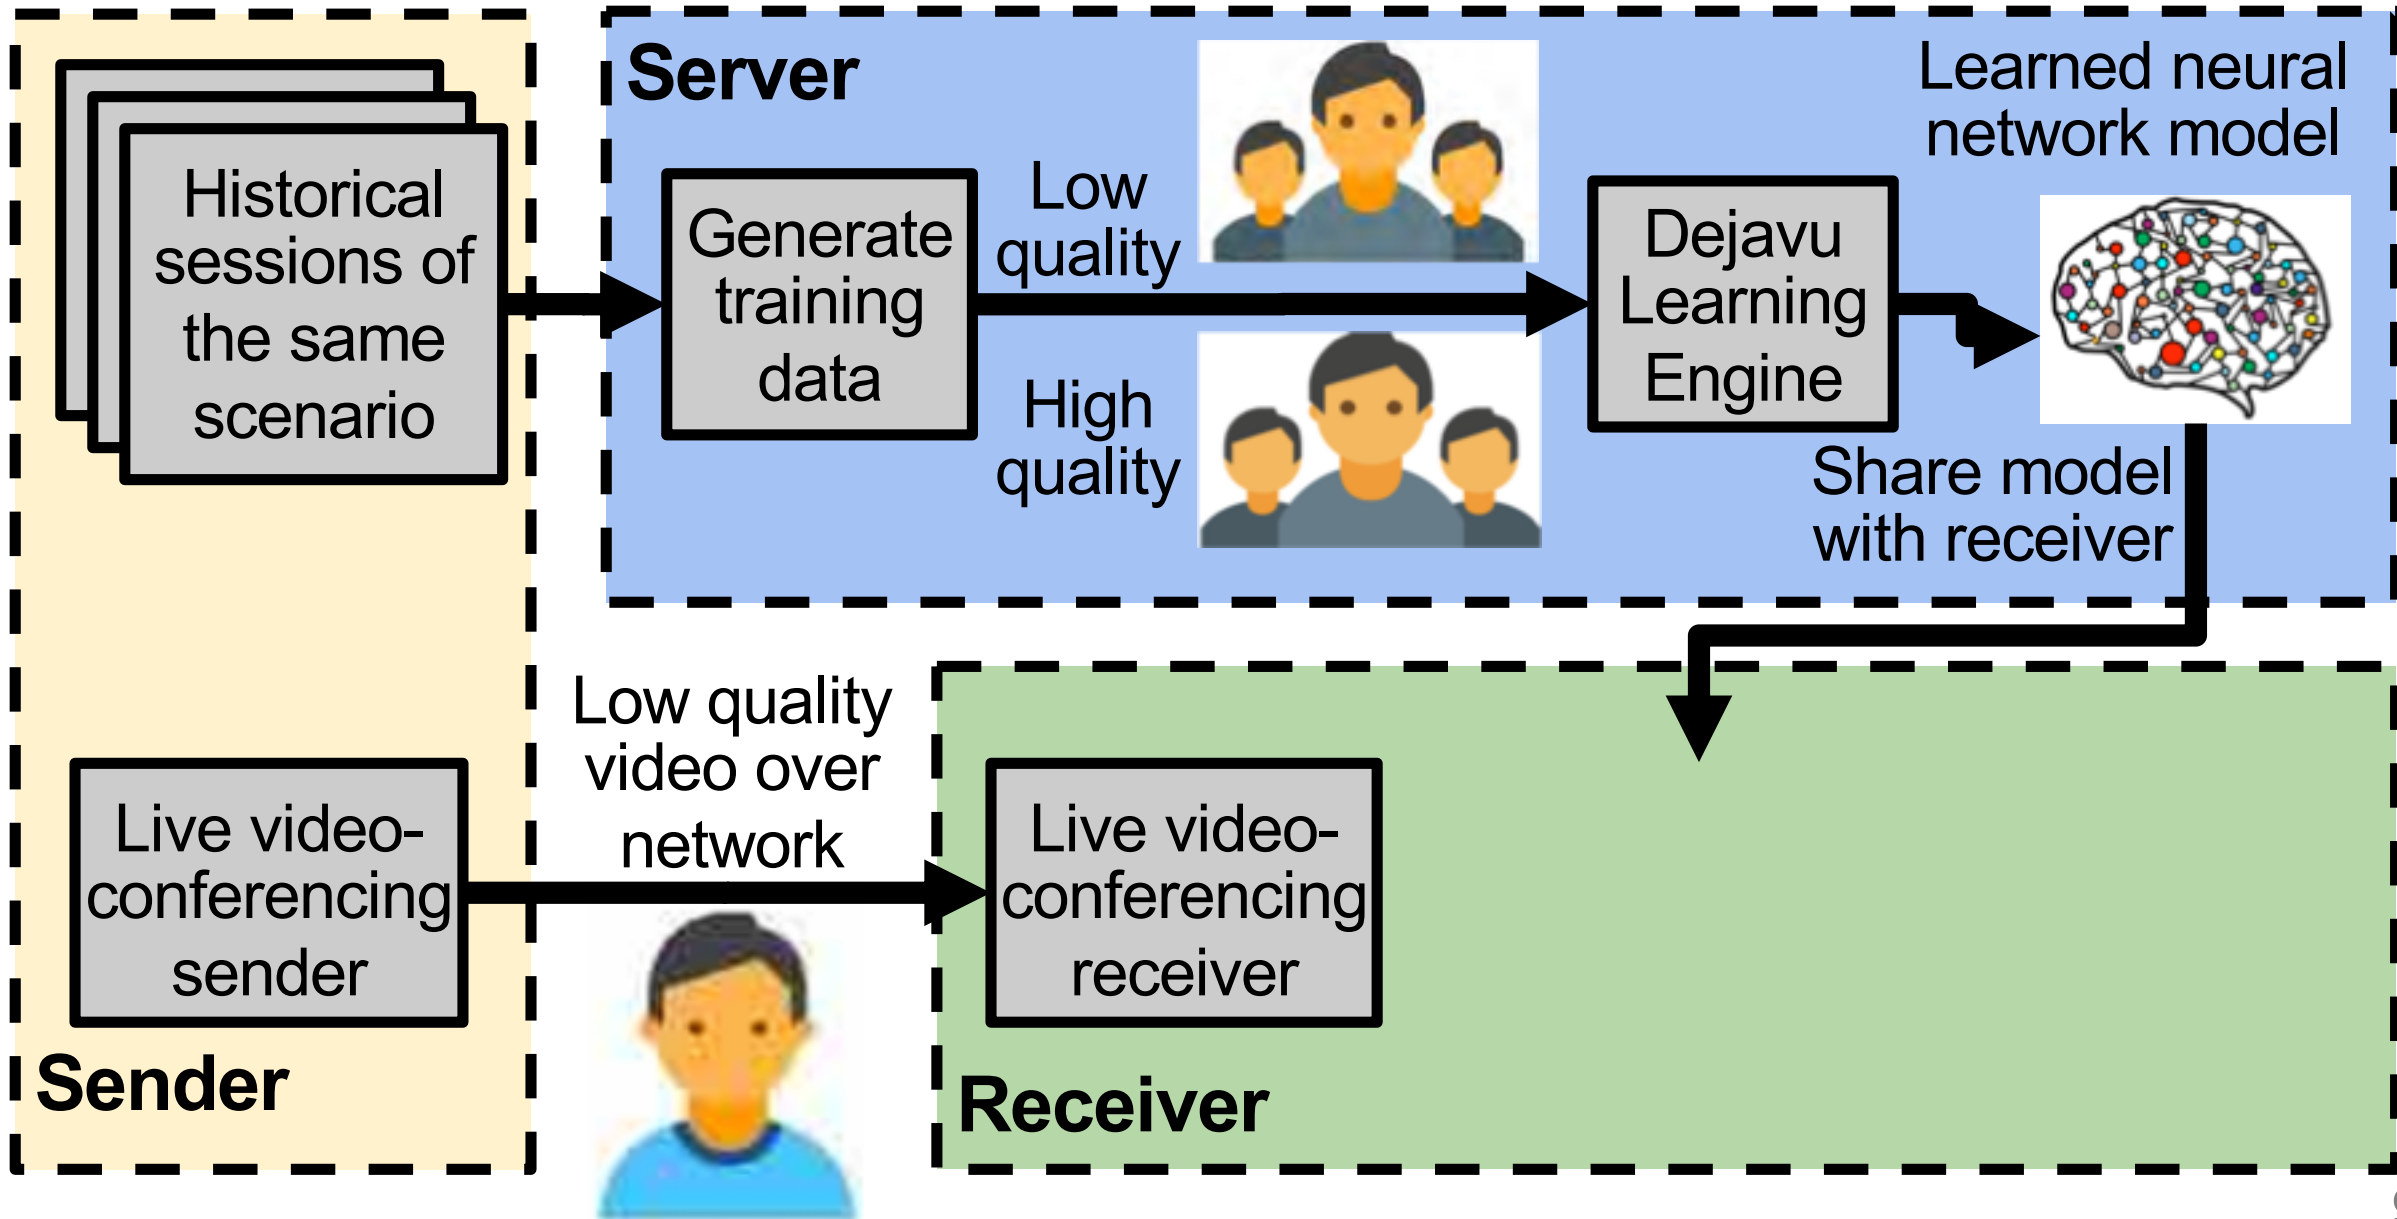 Server
Learned neural
network model
Historical
sessions of
the same
scenario
Generate
training
data
Low
quality
High
quality
Dejavu
Learning
Engine
Share model
with receiver
Low quality
video over
network
Live video-
conferencing
sender
Live video-
conferencing
receiver
Sender
Receiver